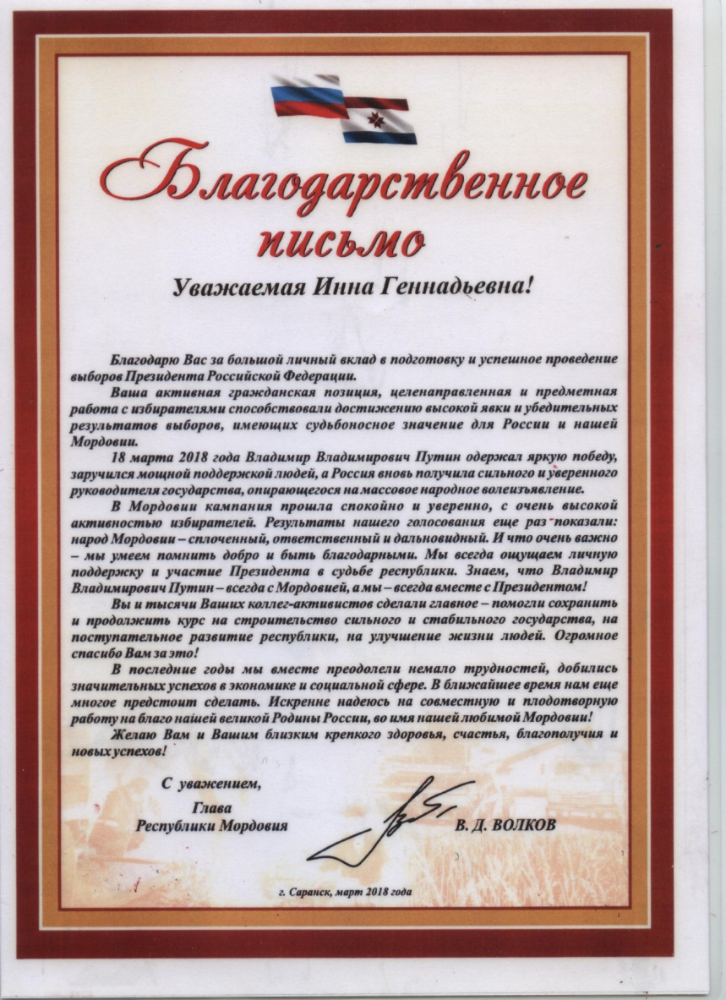 Благодарственное
письмо
Уважаемая Инна Геннадьевна!
Благодарю Вас за большой личный вклад в подготовку и успешное проведение
выборов Президента Российской Федерации.
Ваша активная гражданская позиция, целенаправленная и предметная
работа с избирателями способствовали достижению высокой явки и убедительных
результатов выборов, имеющих судьбоносное значение для России и нашей
Мордовии.
18 марта 2018 года Владимир Владимирович Путин одержал яркую победу,
заручился мощной поддержкой людей, а Россия вновь получила сильного и уверенного
руководителя государства, опирающегося на массовое народное волеизъявление.
В Мордовии кампания прошла спокойно и уверенно, с очень высокой
активностью избирателей. Результаты нашего голосования еще раз показали:
народ Мордовии – сплоченный, ответственный и дальновидный. И что очень важно
– мы умеем помнить добро и быть благодарными. Мы всегда ощущаем личную
поддержку и участие Президента в судьбе республики. Знаем, что Владимир
Владимирович Путин – всегда с Мордовией, а мы – всегда вместе с Президентом!
Вы и тысячи Ваших коллег-активистов сделали главное – помогли сохранить
и продолжить курс на строительство сильного и стабильного государства, на
поступательное развитие республики, на улучшение жизни людей. Огромное
спасибо Вам за это!
В последние годы мы вместе преодолели немало трудностей, добились
значительных успехов в экономике и социальной сфере. В ближайшее время нам еще
многое предстоит сделать. Искренне надеюсь на совместную и плодотворную
работу на благо нашей великой Родины России, во имя нашей любимой Мордовии!
Желаю Вам и Вашим близким крепкого здоровья, счастья, благополучия и
новых успехов!
С уважением,
Глава
Республики Мордовия
В. Д. ВОЛКОВ
г. Саранск, март 2018 года